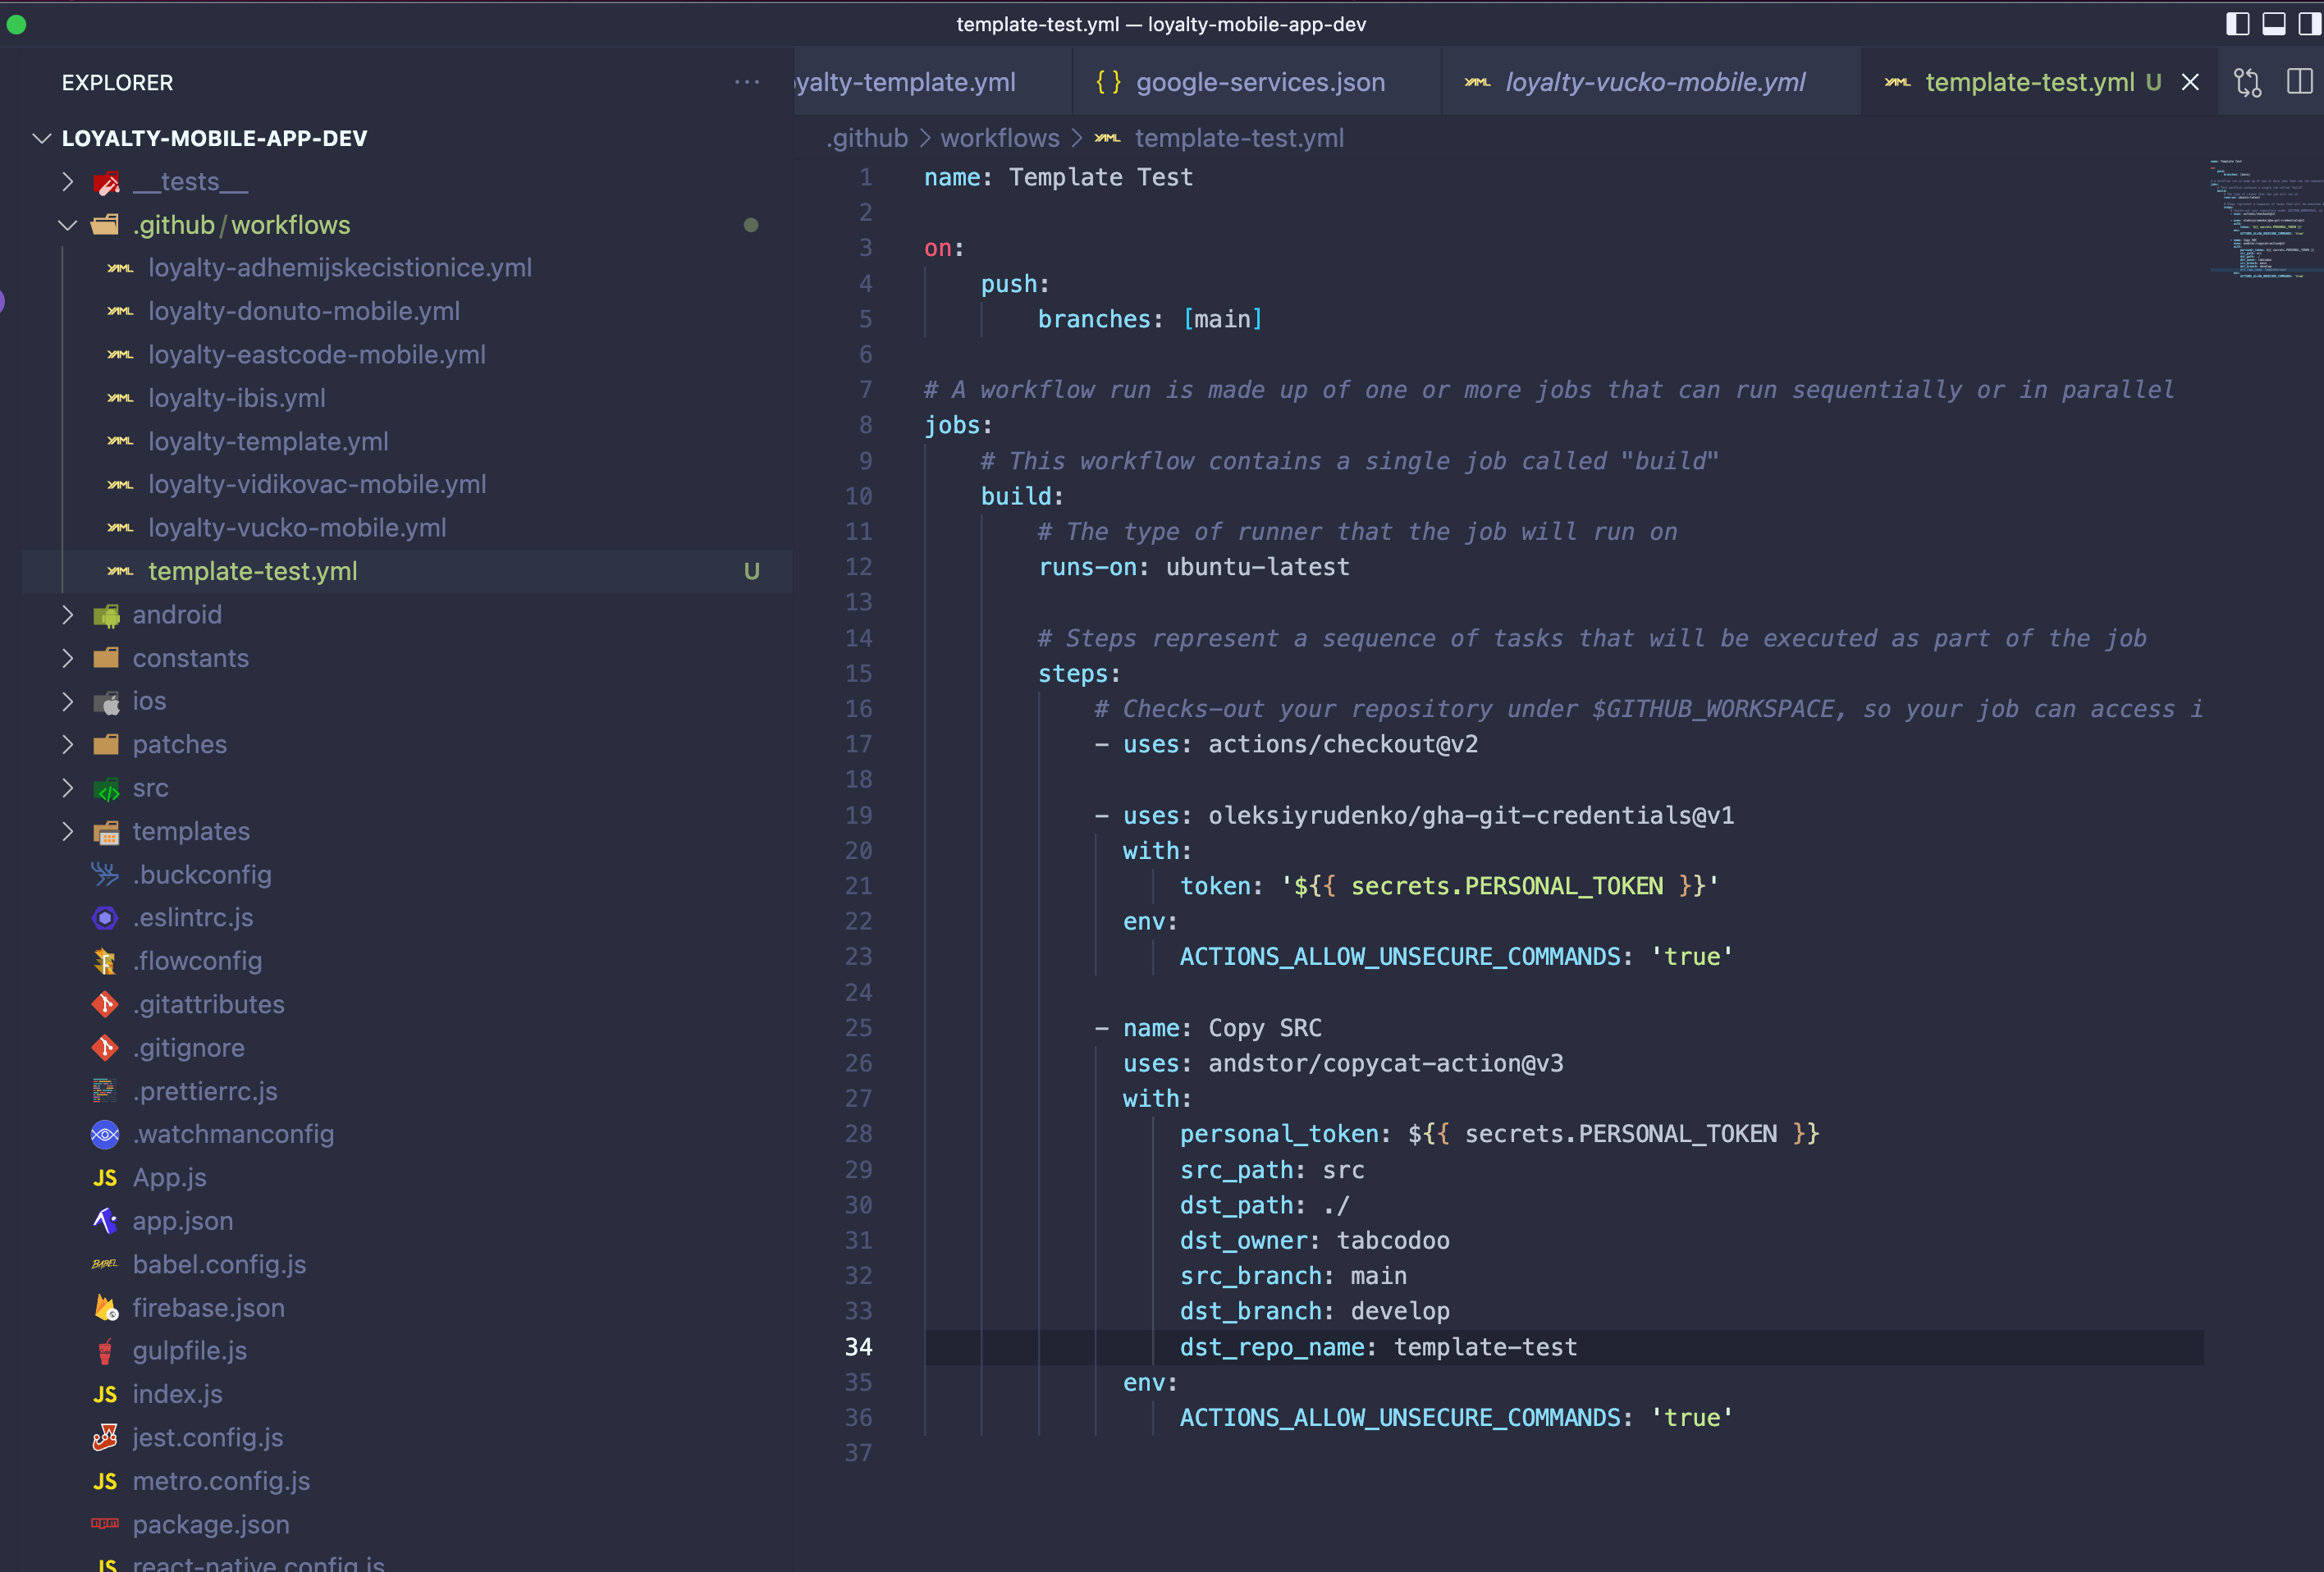 template-test.yml — loyalty-mobile-app-dev
EXPLORER
LOYALTY-MOBILE-APP-DEV
__tests__
.github/workflows
loyalty-adhemijskecistionice.yml
loyalty-donuto-mobile.yml
loyalty-eastcode-mobile.yml
loyalty-ibis.yml
loyalty-template.yml
loyalty-vidikovac-mobile.yml
loyalty-vucko-mobile.yml
template-test.yml U
android
constants
ios
patches
src
templates
.buckconfig
.eslintrc.js
.flowconfig
.gitattributes
.gitignore
.prettierrc.js
.watchmanconfig
App.js
app.json
babel.config.js
firebase.json
gulpfile.js
index.js
jest.config.js
metro.config.js
package.json
react-native.config.js
yalty-template.yml
google-services.json
loyalty-vucko-mobile.yml
template-test.yml U
.github > workflows > template-test.yml
1 name: Template Test
2
3 on:
4 push:
5 branches: [main]
6
7 # A workflow run is made up of one or more jobs that can run sequentially or in parallel
8 jobs:
9 # This workflow contains a single job called "build"
10 build:
11 # The type of runner that the job will run on
12 runs-on: ubuntu-latest
13
14 # Steps represent a sequence of tasks that will be executed as part of the job
15 steps:
16 # Checks-out your repository under $GITHUB_WORKSPACE, so your job can access i
17 - uses: actions/checkout@v2
18
19 - uses: oleksiyrudenko/gha-git-credentials@v1
20 with:
21 token: '${{ secrets.PERSONAL_TOKEN }}'
22 env:
23 ACTIONS_ALLOW_UNSECURE_COMMANDS: 'true'
24
25 - name: Copy SRC
26 uses: andstor/copycat-action@v3
27 with:
28 personal_token: ${{ secrets.PERSONAL_TOKEN }}
29 src_path: src
30 dst_path: ./
31 dst_owner: tabcodoo
32 src_branch: main
33 dst_branch: develop
34 dst_repo_name: template-test
35 env:
36 ACTIONS_ALLOW_UNSECURE_COMMANDS: 'true'
37